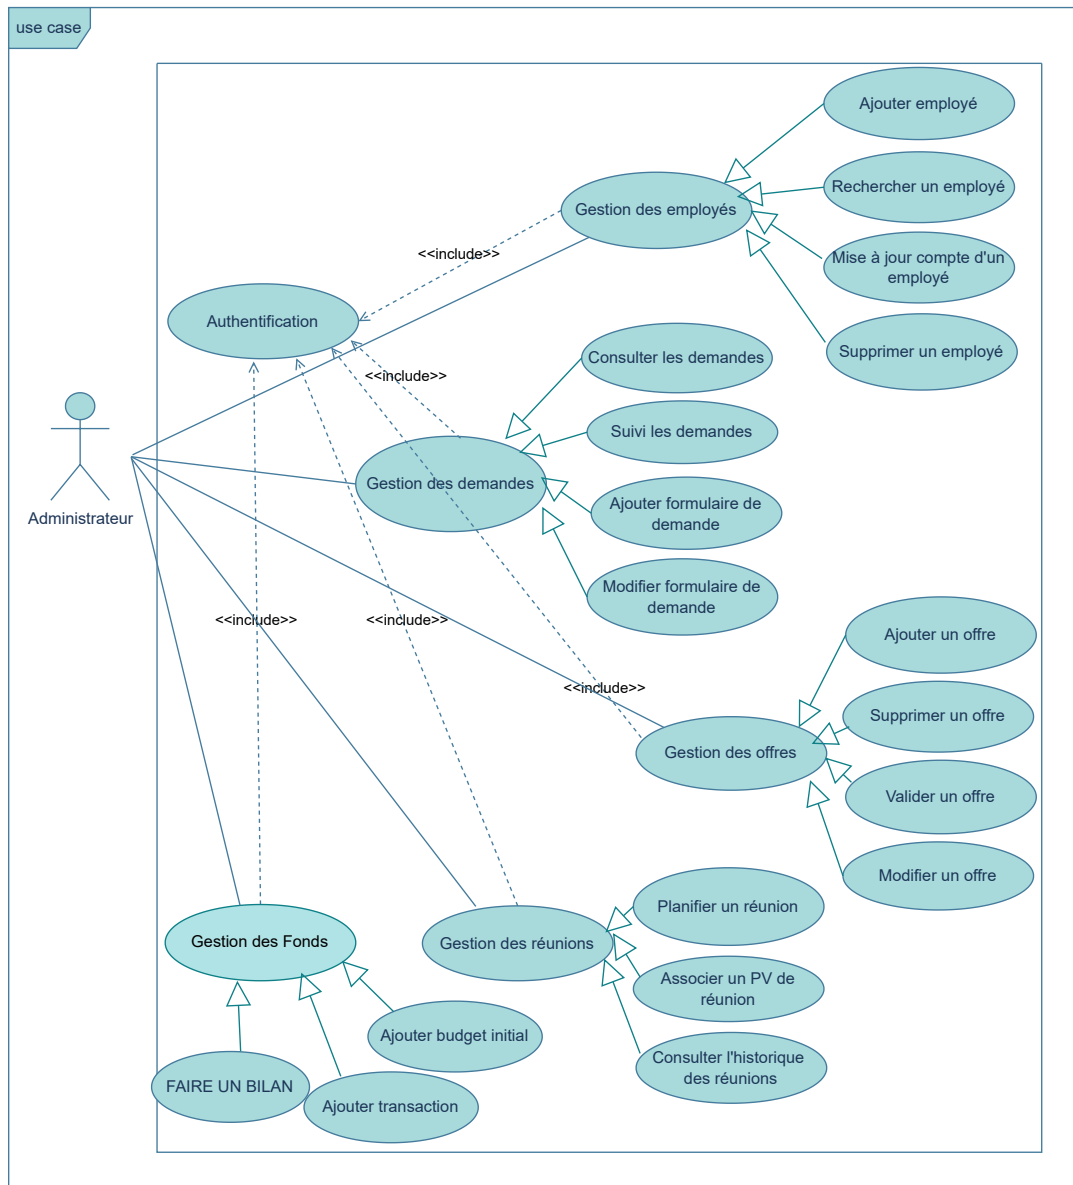 use case
Ajouter employé
Rechercher un employé
Gestion des employés
Mise à jour compte d'un
employé
<<include>>
Authentification
Supprimer un employé
Consulter les demandes
<<include>>
Suivi les demandes
Gestion des demandes
Ajouter formulaire de
demande
Administrateur
Modifier formulaire de
demande
<<include>>
<<include>>
Ajouter un offre
<<include>>
Supprimer un offre
Gestion des offres
Valider un offre
Modifier un offre
Planifier un réunion
Gestion des Fonds
Gestion des réunions
Associer un PV de
réunion
Ajouter budget initial
Consulter l'historique
des réunions
FAIRE UN BILAN
Ajouter transaction